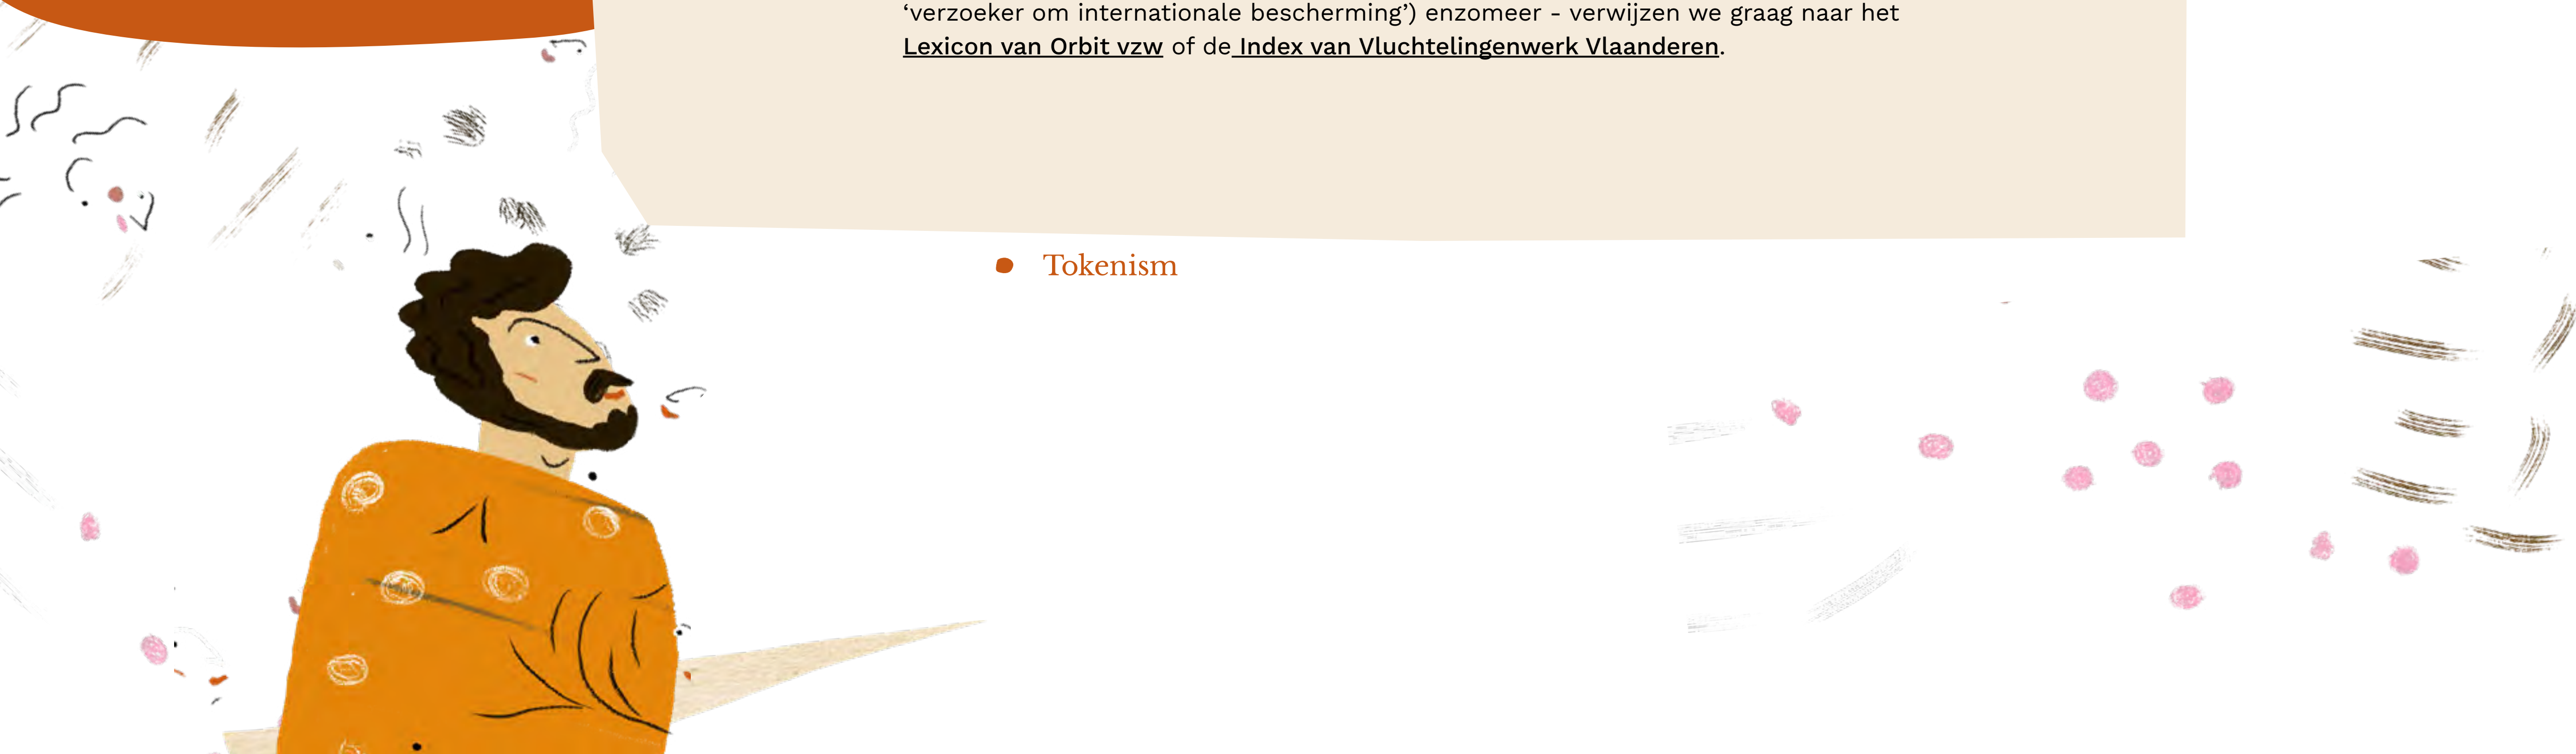 ‘verzoeker om internationale bescherming’) enzomeer - verwijzen we graag naar het
Lexicon van Orbit vzw of de Index van Vluchtelingenwerk Vlaanderen.
Tokenism